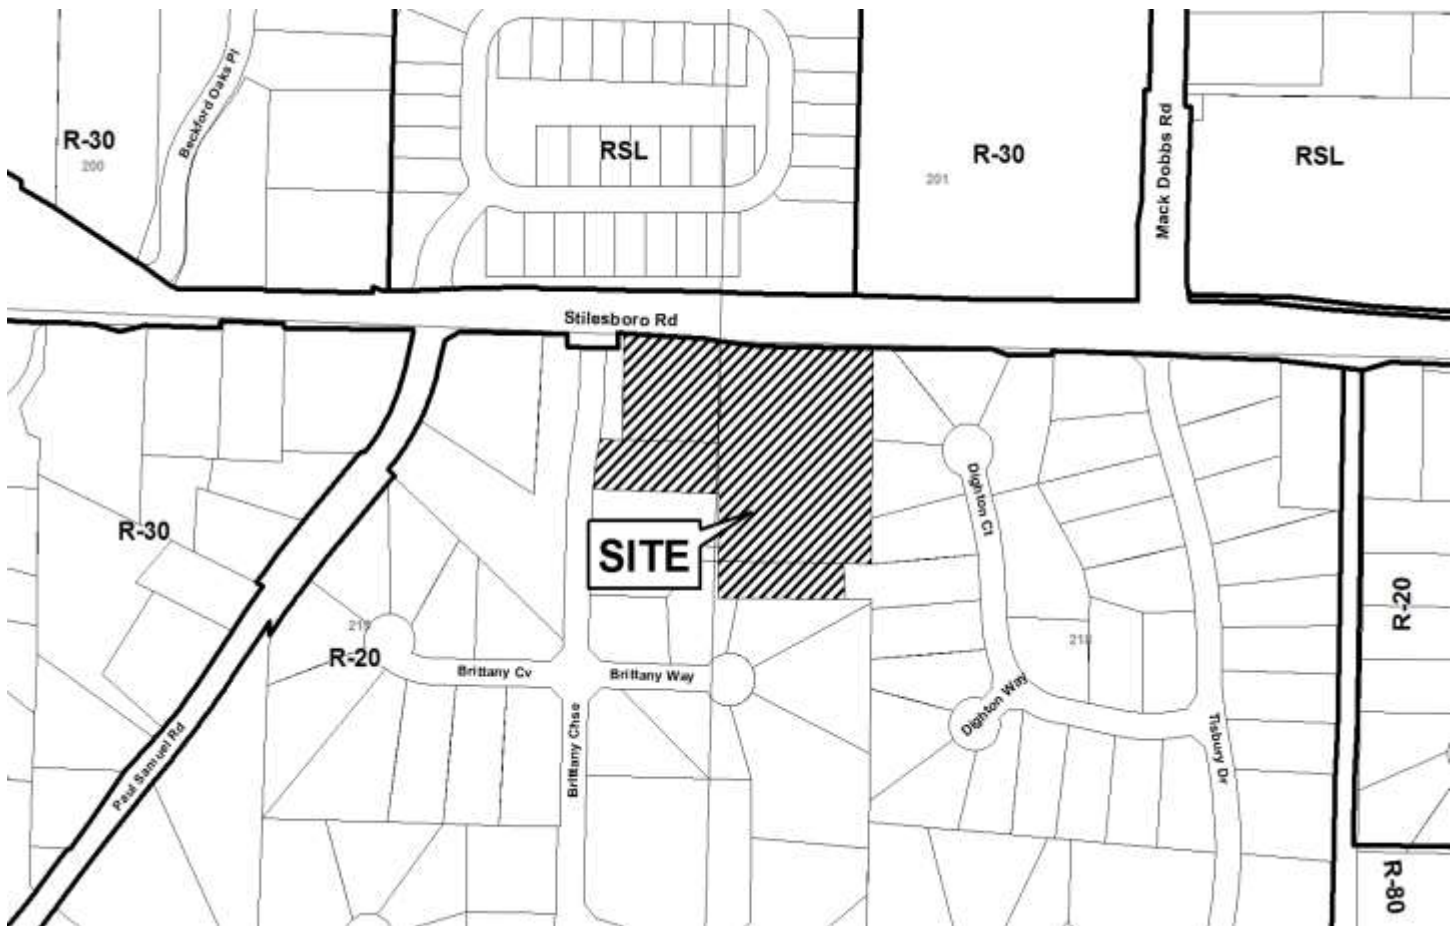 Beckford Oaks Pl
R-30
200
RSL
R-30
201
Mack Dobbs Rd
RSL
Stilesboro Rd
Dighton Ct
R-30
SITE
R-20
R-20
Brittany Cv
Brittany Way
Dighton Way
Brittany Chse
Paul Samuel Rd
Tisbury Dr
R-80